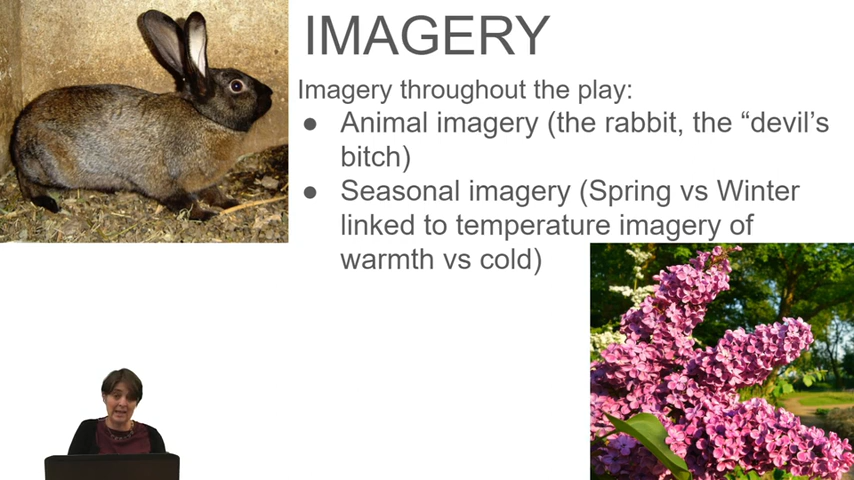 IMAGERY
Imagery throughout the play:
● Animal imagery (the rabbit, the “devil’s
bitch)
● Seasonal imagery (Spring vs Winter
linked to temperature imagery of
warmth vs cold)